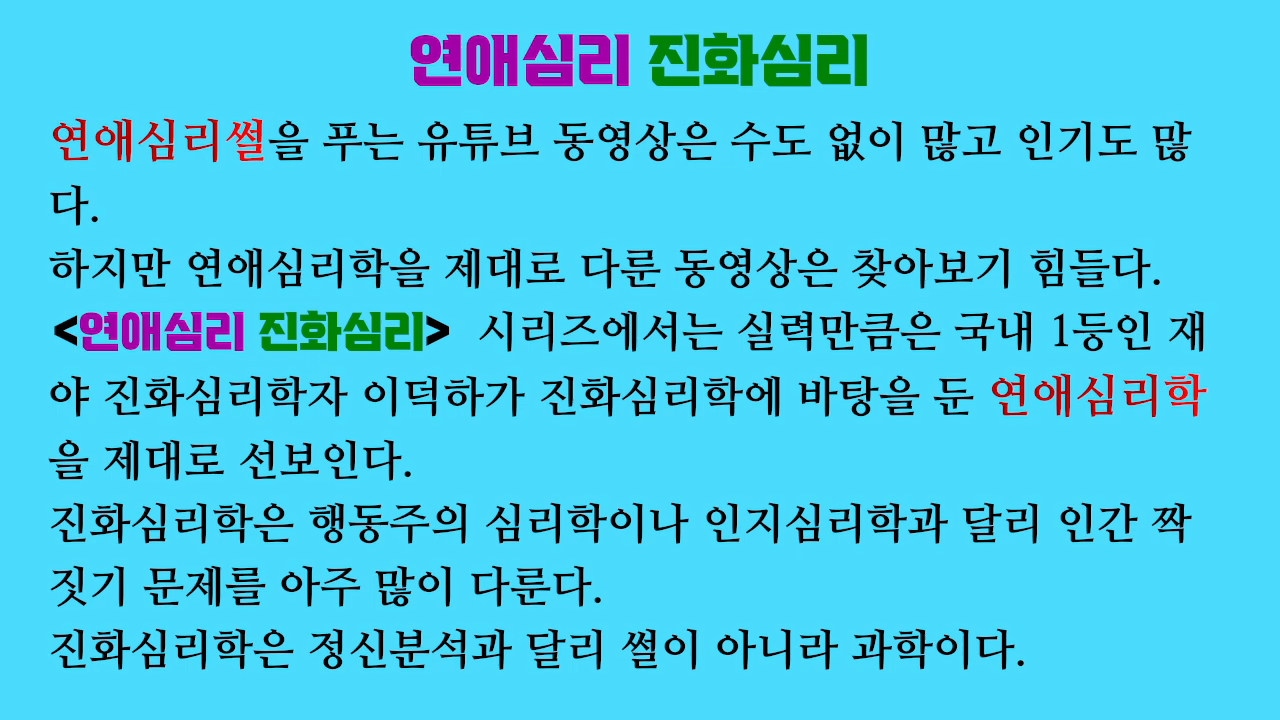 연애심리 진화심리
연애심리썰을 푸는 유튜브 동영상은 수도 없이 많고 인기도 많
다.
하지만 연애심리학을 제대로 다룬 동영상은 찾아보기 힘들다.
<연애심리 진화심리> 시리즈에서는 실력만큼은 국내 1등인 재
야 진화심리학자 이덕하가 진화심리학에 바탕을 둔 연애심리학
을 제대로 선보인다.
진화심리학은 행동주의 심리학이나 인지심리학과 달리 인간 짝
짓기 문제를 아주 많이 다룬다.
진화심리학은 정신분석과 달리 썰이 아니라 과학이다.